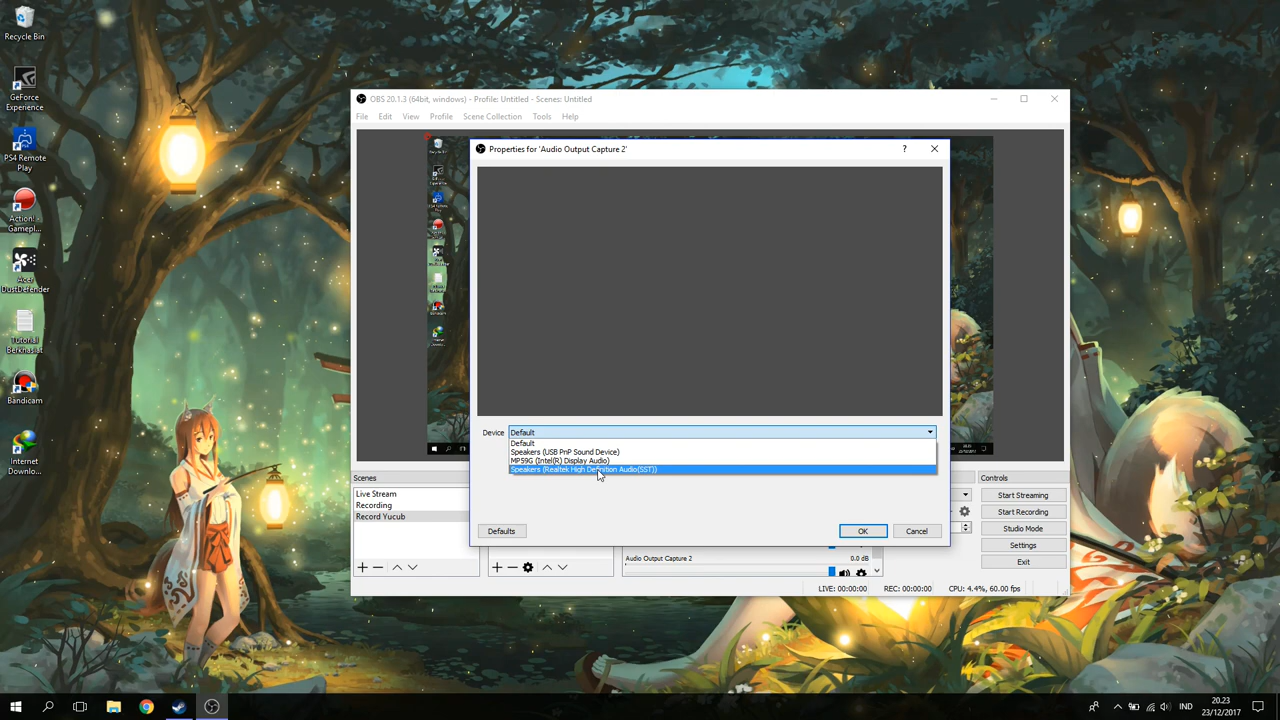 Recycle Bin
GeForce
Experience
PS4 Remote
Play
Action! -
Gamepl...
Acer
DustDefender
Tutorial
Berkhasiat
Bandicam
Internet
Downlo...
OBS 20.1.3 (64bit, windows) - Profile: Untitled - Scenes: Untitled
File Edit View Profile Scene Collection Tools Help
Properties for 'Audio Output Capture 2'
?
Device Default
Default
Speakers (USB PnP Sound Device)
MP59G (Intel(R) Display Audio)
Speakers (Realtek High Definition Audio(SST))
Defaults OK Cancel
Scenes
Live Stream
Recording
Record Yucub
Audio Output Capture 2 0.0 dB
Controls
Start Streaming
Start Recording
Studio Mode
Settings
Exit
LIVE: 00:00:00 REC: 00:00:00 CPU: 4.4%, 60.00 fps
IND
20.23
23/12/2017